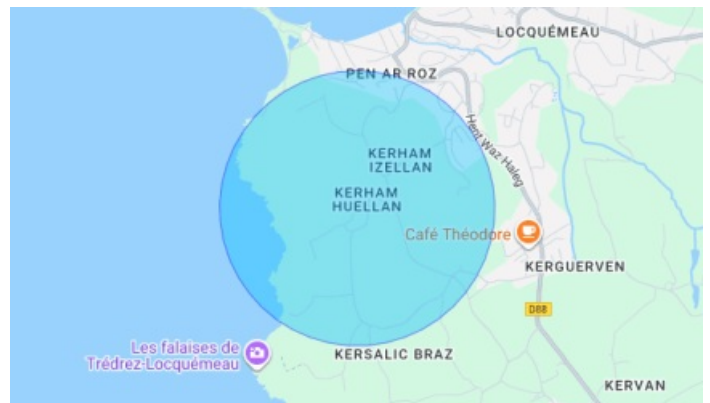 LOCQUÉMEAU
PEN AR ROZ
Hent Waz Haleg
KERHAM
IZELLAN
KERHAM
HUELLAN
Café Théodore
KERGUERVEN
D88
Les falaises de
Trédrez-Locquémeau
KERSALIC BRAZ
KERVAN